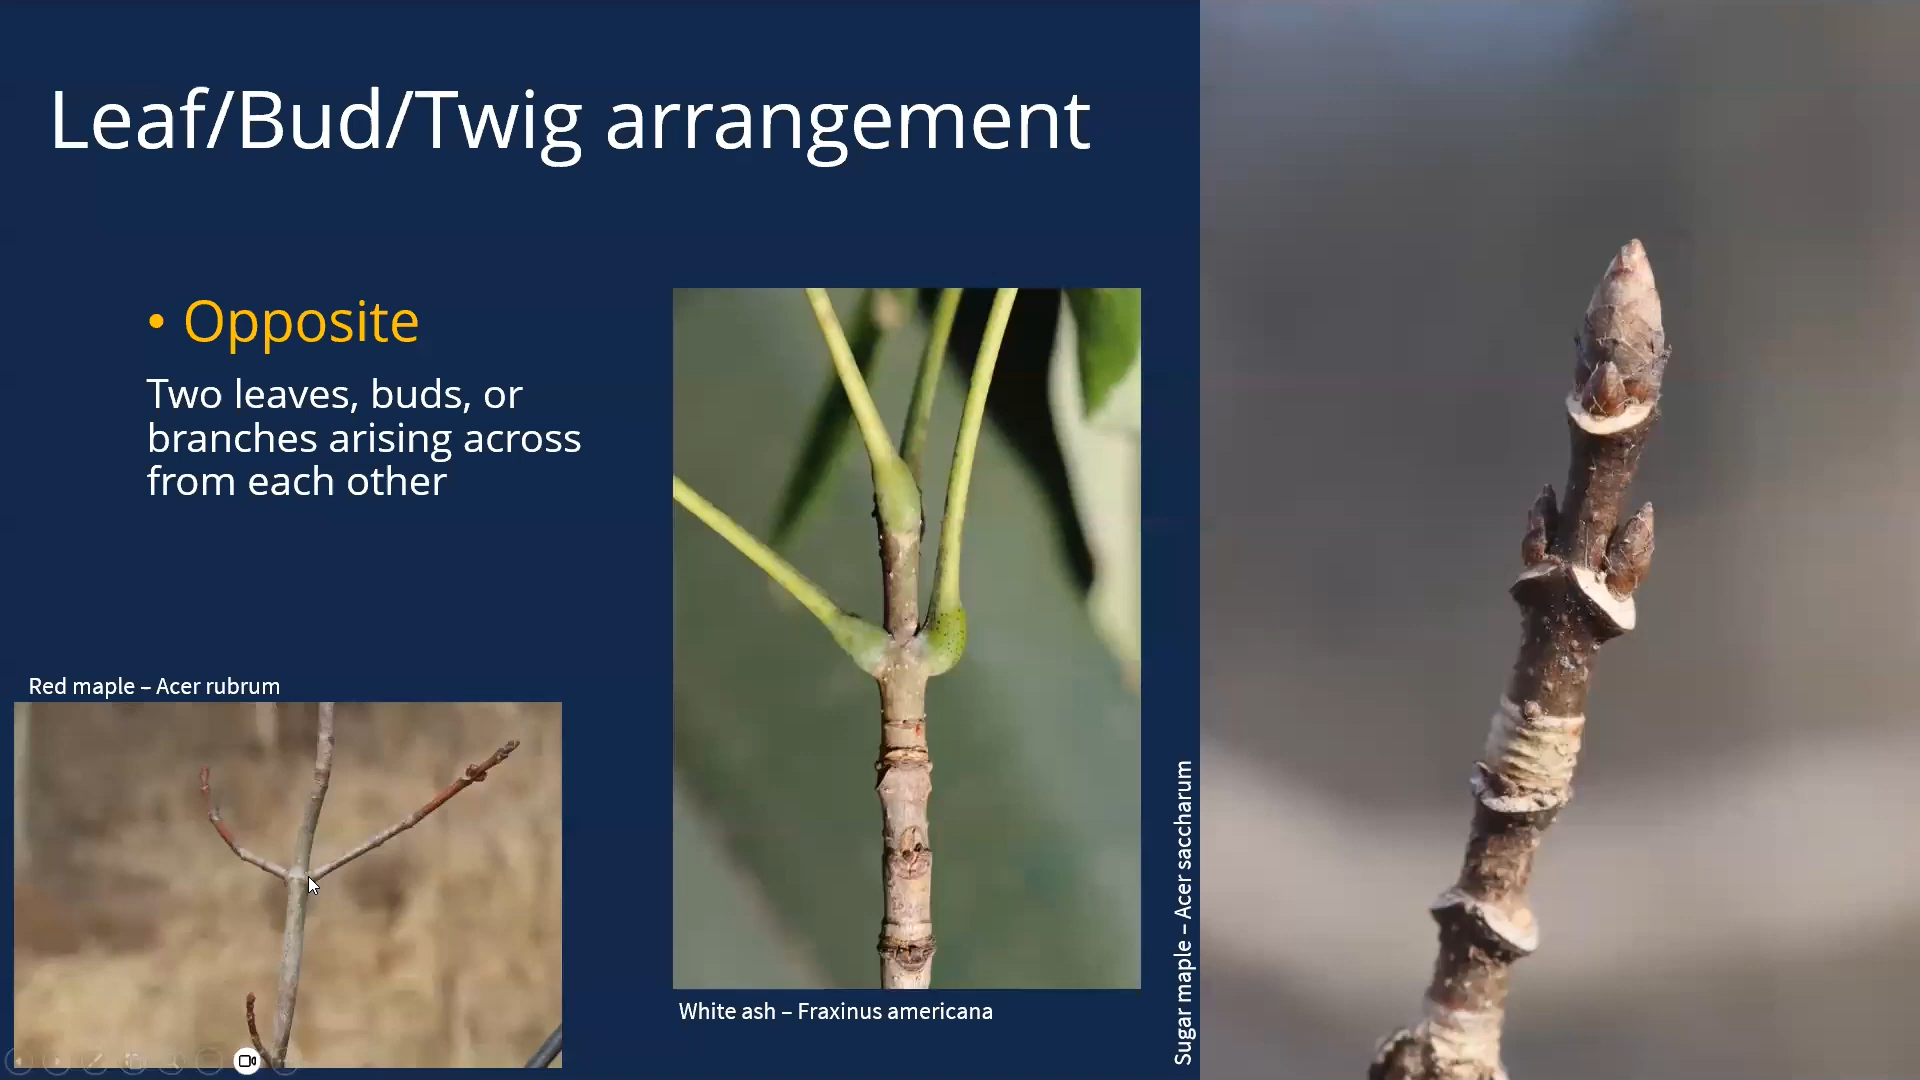 Leaf/Bud/Twig arrangement
• Opposite
Two leaves, buds, or
branches arising across
from each other
Red maple – Acer rubrum
White ash – Fraxinus americana
Sugar maple – Acer saccharum